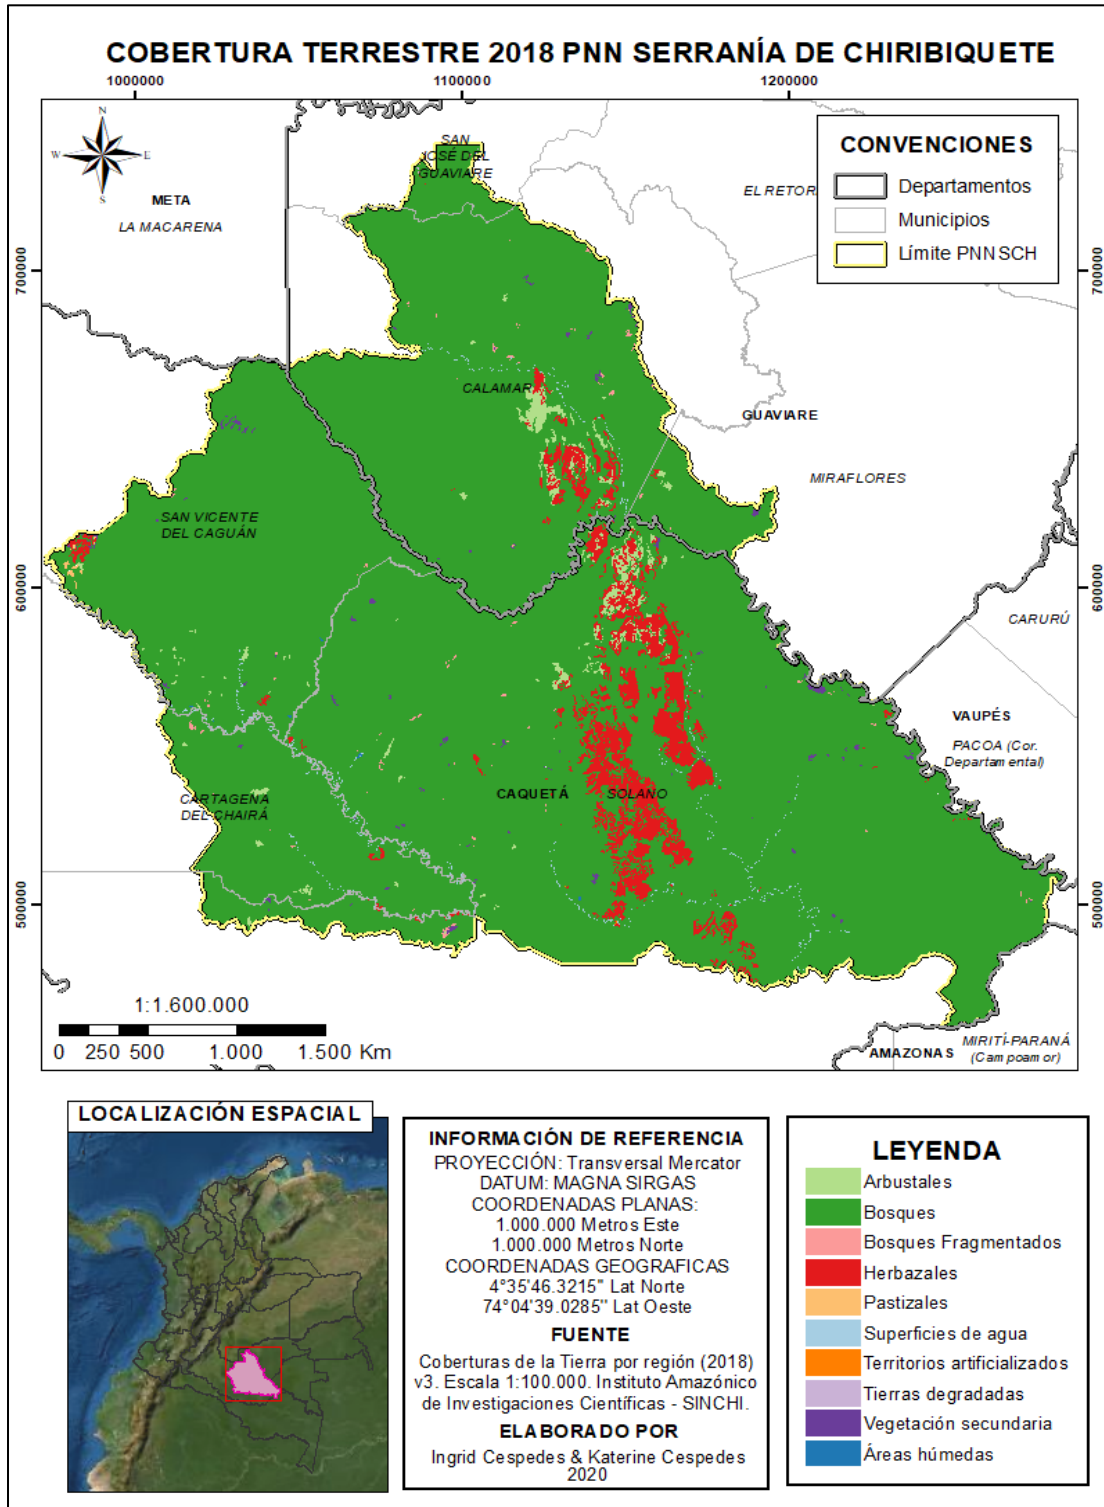 COBERTURA TERRESTRE 2018 PNN SERRANÍA DE CHIRIBIQUETE
1000000
1100000
1200000
N
W
E
S
SAN
JOSÉ DEL
GUAVIARE
META
LA MACARENA
EL RETOR
CONVENCIONES
Departamentos
Municipios
Límite PNN SCH
700000
700000
CALAMAR
GUAVIARE
MIRAFLORES
SAN VICENTE
DEL CAGUÁN
600000
600000
CARURÚ
VAUPÉS
PACOA (Cor.
Departamental)
CARTAGENA
DEL CHAIRÁ
CAQUETÁ
SOLANO
500000
500000
1:1.600.000
0 250 500 1.000 1.500 Km
AMAZONAS
MIRITÍ-PARANÁ
(Campoamor)
LOCALIZACIÓN ESPACIAL
INFORMACIÓN DE REFERENCIA
PROYECCIÓN: Transversal Mercator
DATUM: MAGNA SIRGAS
COORDENADAS PLANAS:
1.000.000 Metros Este
1.000.000 Metros Norte
COORDENADAS GEOGRAFICAS
4°35'46.3215" Lat Norte
74°04'39.0285" Lat Oeste
FUENTE
Coberturas de la Tierra por región (2018)
v3. Escala 1:100.000. Instituto Amazónico
de Investigaciones Científicas - SINCHI.
ELABORADO POR
Ingrid Cespedes & Katerine Cespedes
2020
LEYENDA
Arbustales
Bosques
Bosques Fragmentados
Herbazales
Pastizales
Superficies de agua
Territorios artificializados
Tierras degradadas
Vegetación secundaria
Áreas húmedas